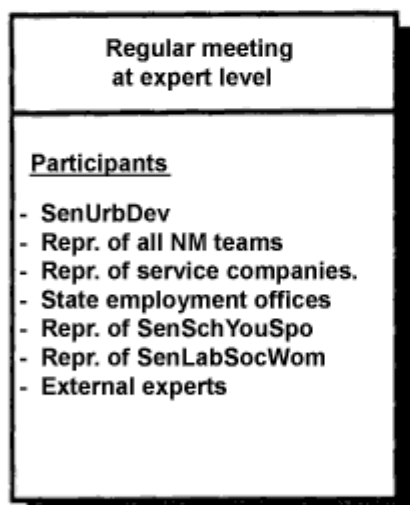 Regular meeting
at expert level
Participants
- SenUrbDev
- Repr. of all NM teams
- Repr. of service companies.
- State employment offices
- Repr. of SenSchYouSpo
- Repr. of SenLabSocWom
- External experts